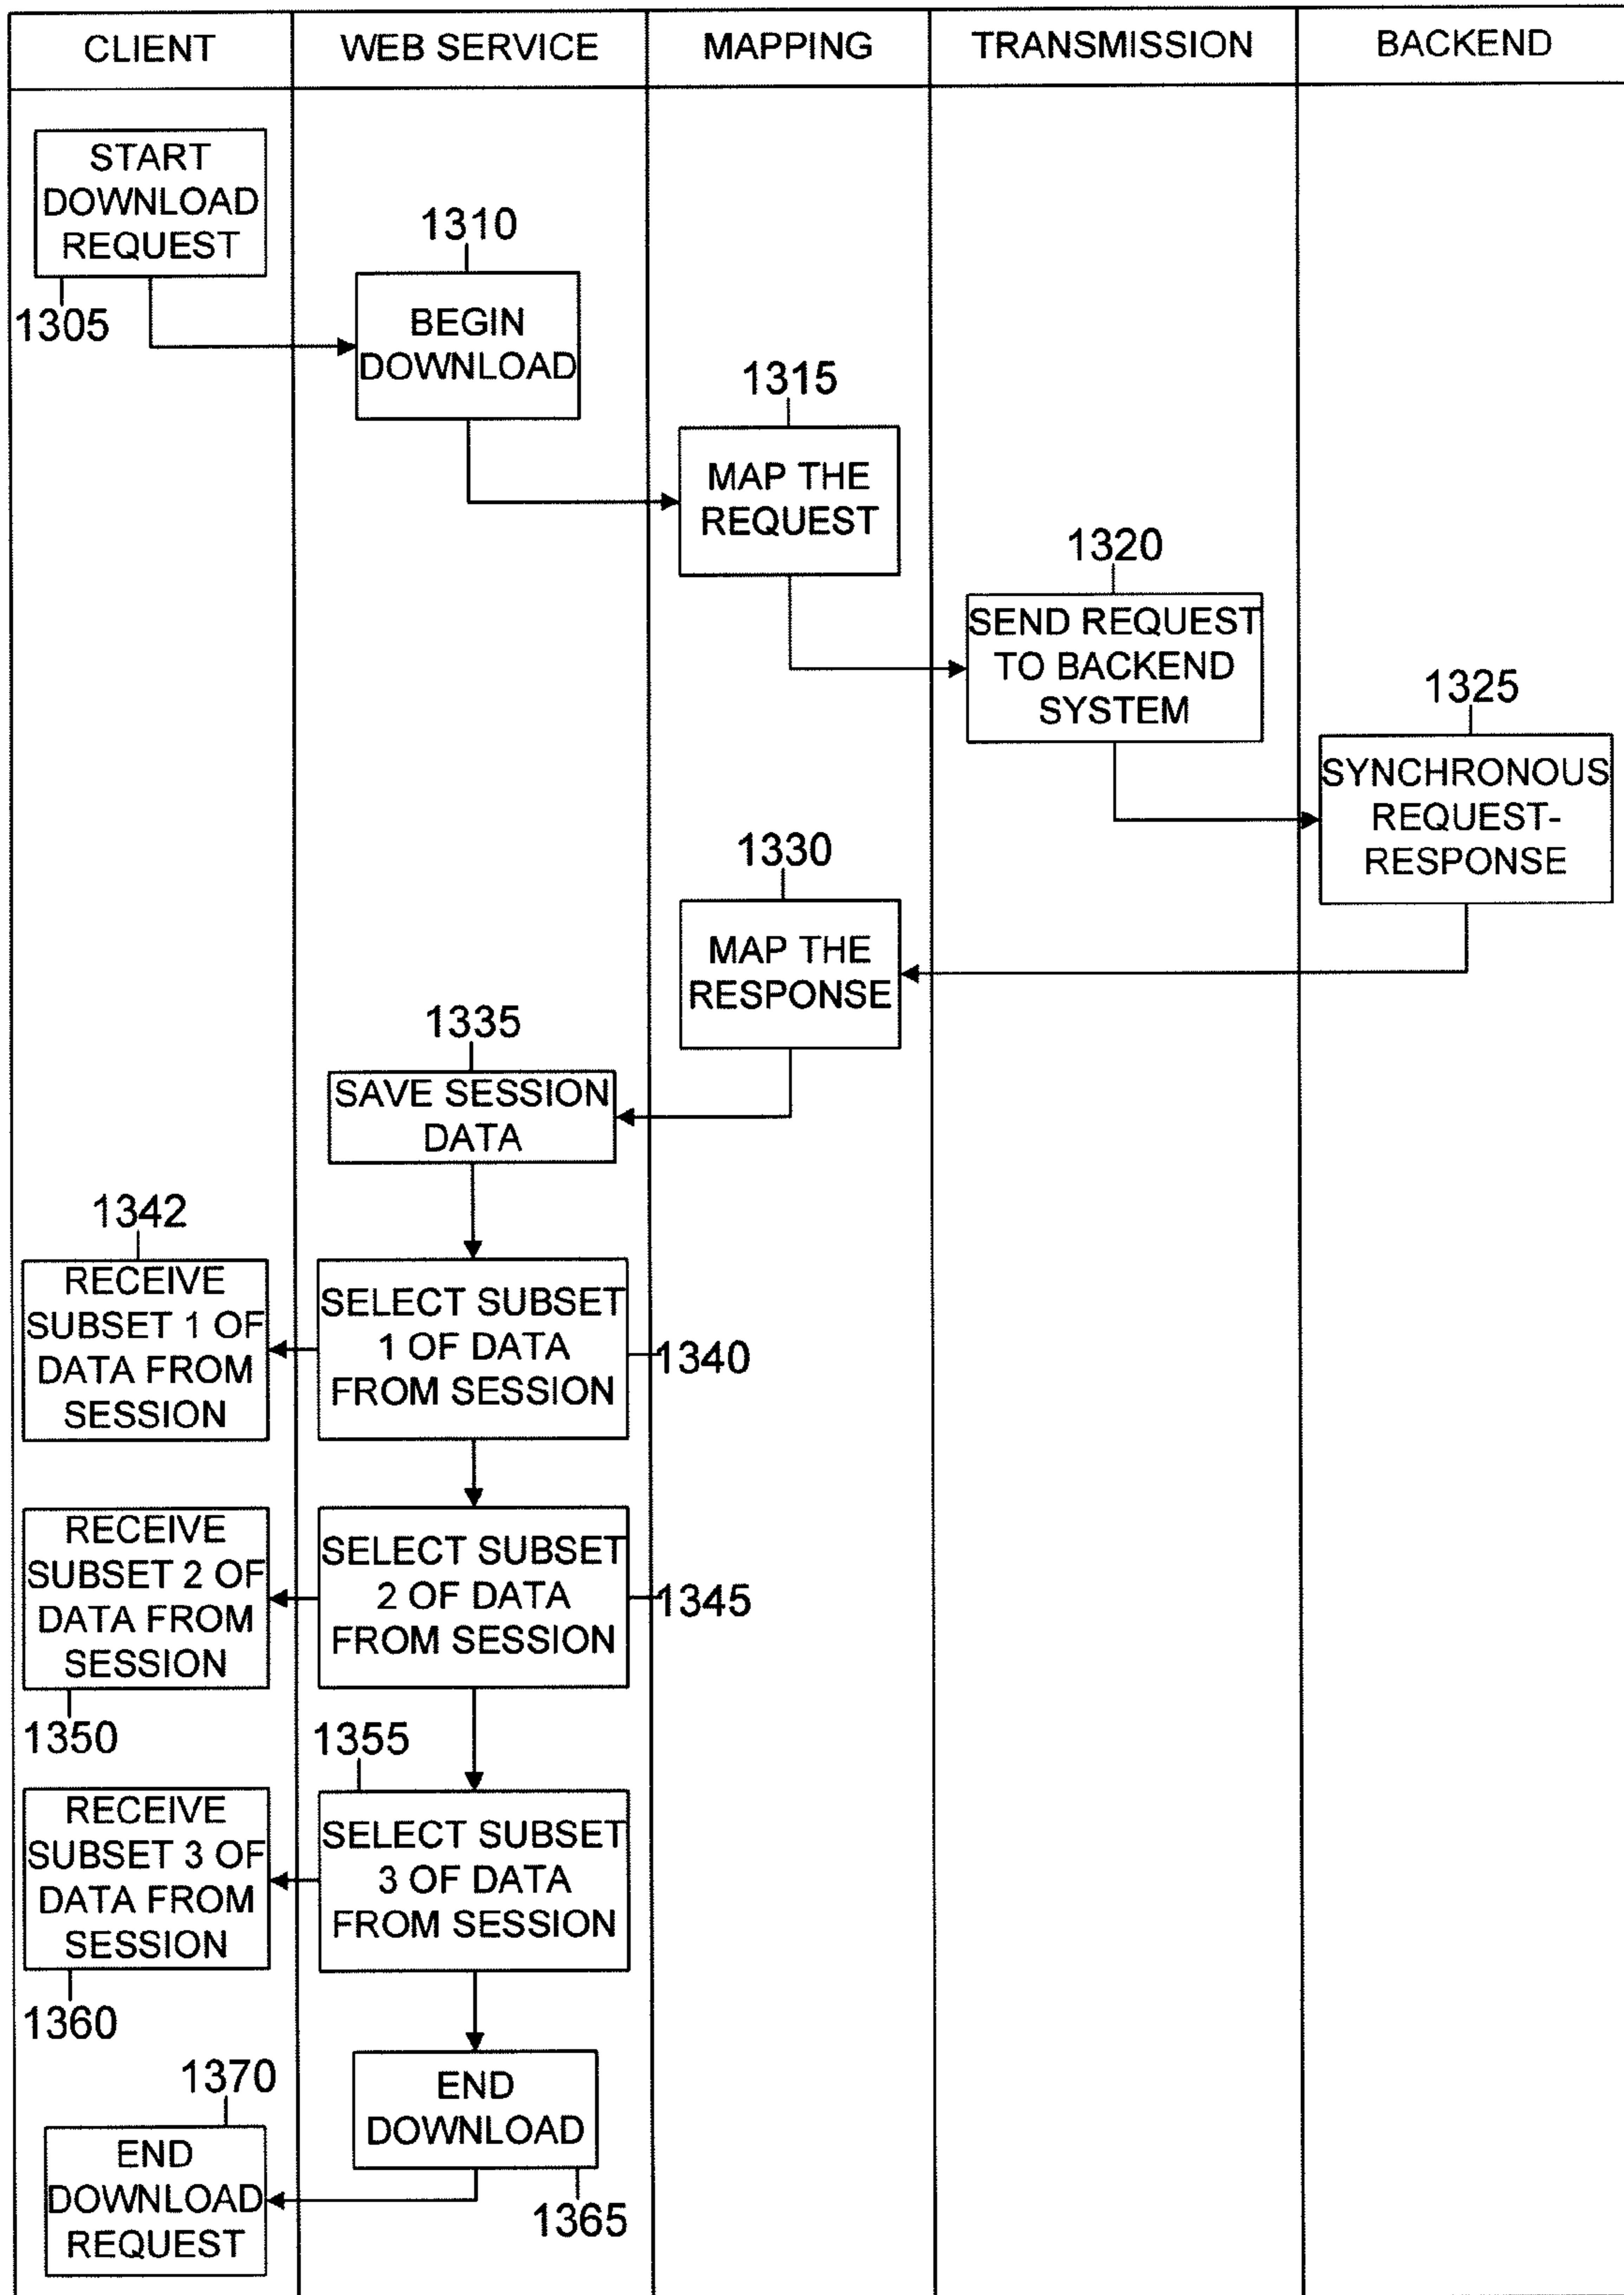 CLIENT
WEB SERVICE
MAPPING
TRANSMISSION
BACKEND
START
DOWNLOAD
REQUEST
1305
1310
BEGIN
DOWNLOAD
1315
MAP THE
REQUEST
1320
SEND REQUEST
TO BACKEND
SYSTEM
1325
SYNCHRONOUS
REQUEST-
RESPONSE
1330
MAP THE
RESPONSE
1335
SAVE SESSION
DATA
1342
RECEIVE
SUBSET 1 OF
DATA FROM
SESSION
SELECT SUBSET
1 OF DATA
FROM SESSION
1340
RECEIVE
SUBSET 2 OF
DATA FROM
SESSION
1350
SELECT SUBSET
2 OF DATA
FROM SESSION
1345
1355
RECEIVE
SUBSET 3 OF
DATA FROM
SESSION
1360
SELECT SUBSET
3 OF DATA
FROM SESSION
END
DOWNLOAD
1365
1370
END
DOWNLOAD
REQUEST